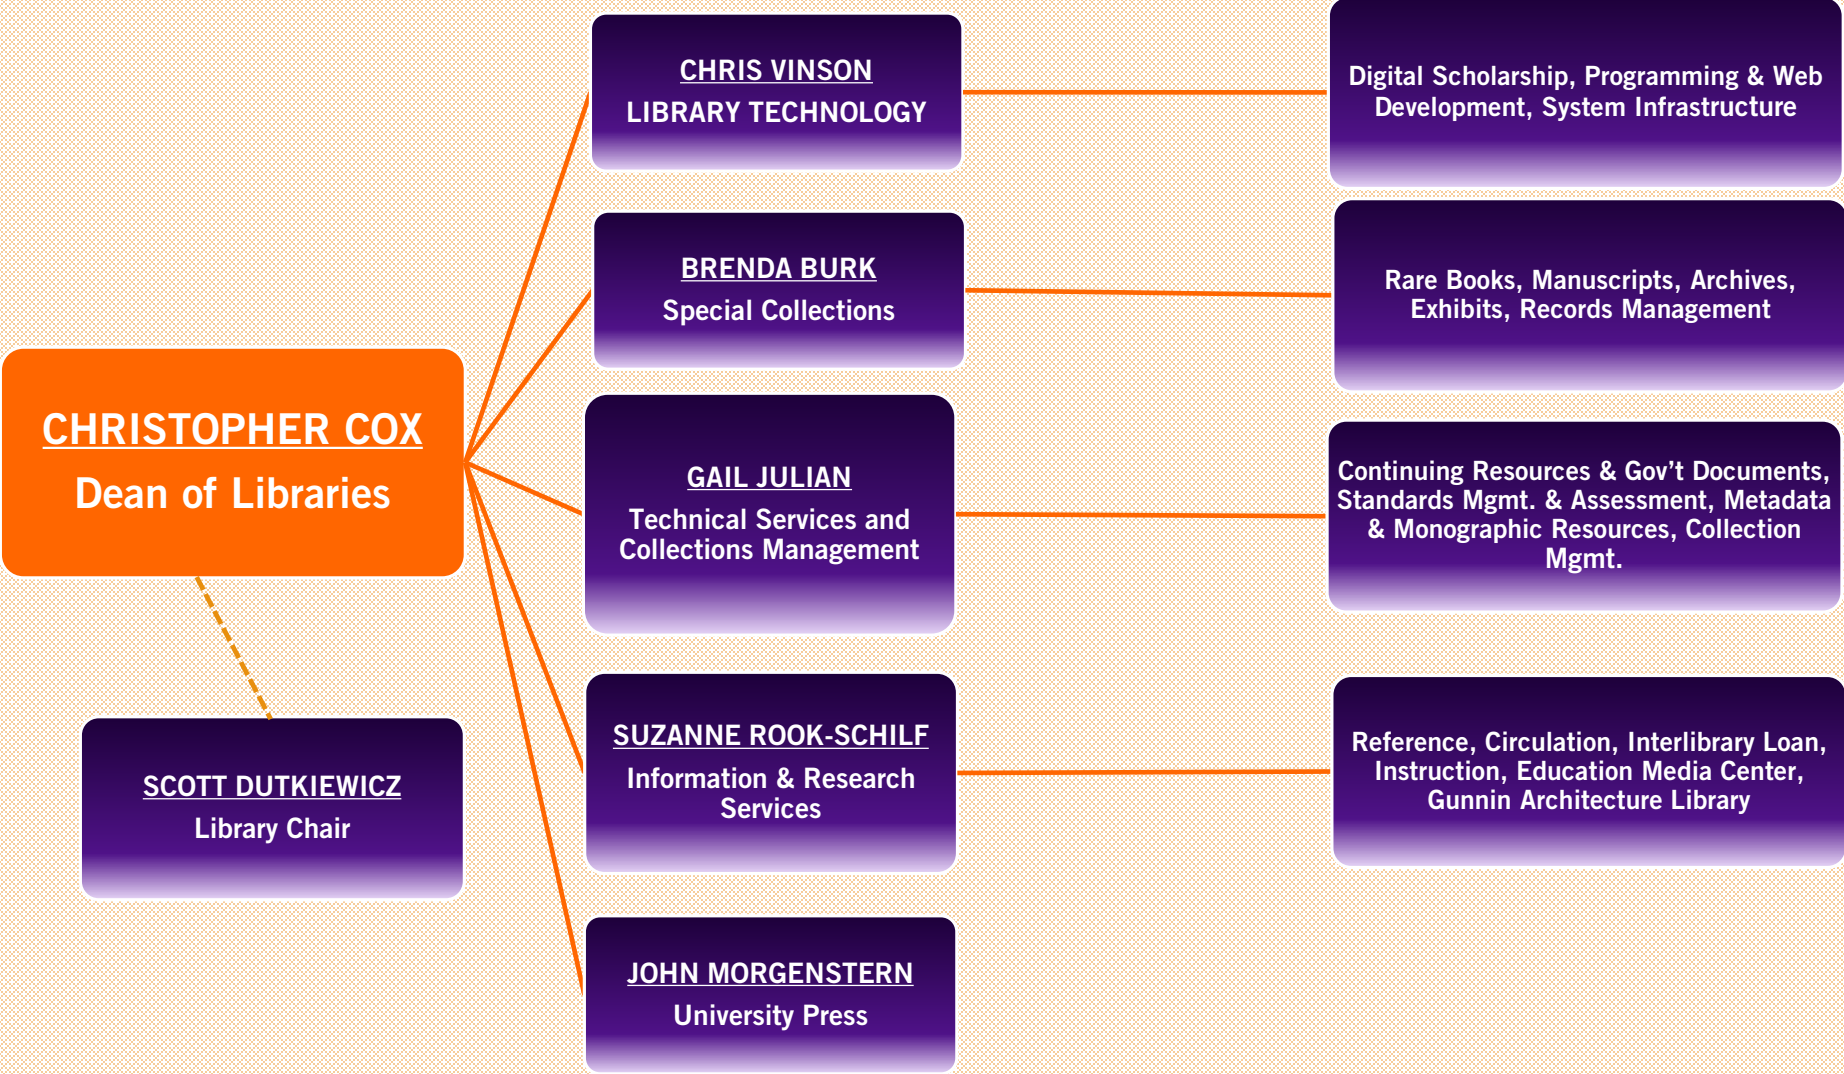 CHRISTOPHER COX
Dean of Libraries
SCOTT DUTKIEWICZ
Library Chair
CHRIS VINSON
LIBRARY TECHNOLOGY
Digital Scholarship, Programming & Web
Development, System Infrastructure
BRENDA BURK
Special Collections
Rare Books, Manuscripts, Archives,
Exhibits, Records Management
GAIL JULIAN
Technical Services and
Collections Management
Continuing Resources & Gov’t Documents,
Standards Mgmt. & Assessment, Metadata
& Monographic Resources, Collection
Mgmt.
SUZANNE ROOK-SCHILF
Information & Research
Services
Reference, Circulation, Interlibrary Loan,
Instruction, Education Media Center,
Gunnin Architecture Library
JOHN MORGENSTERN
University Press